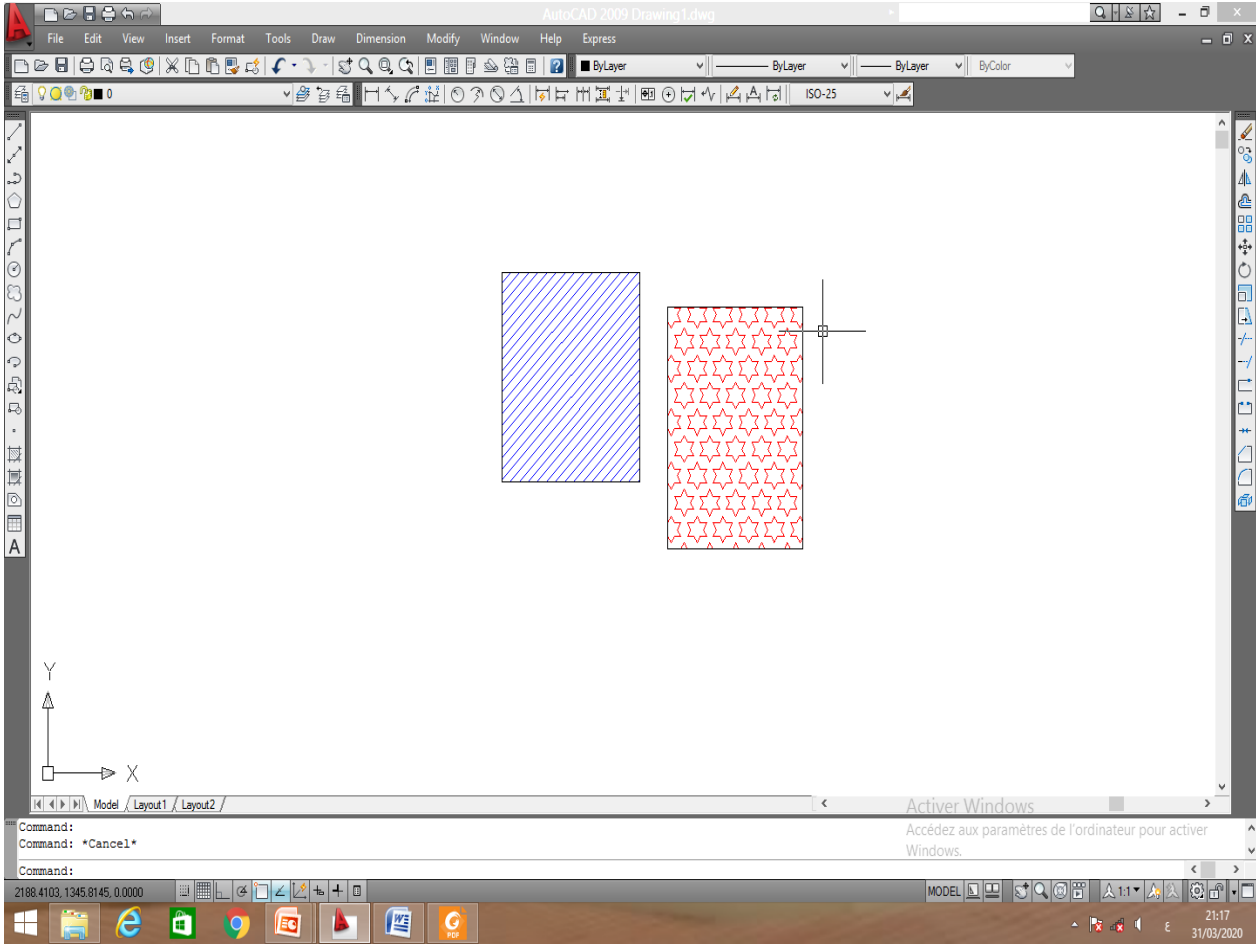 AutoCAD 2009 Drawing1.dwg
File Edit View Insert Format Tools Draw Dimension Modify Window Help Express
ByLayer ByLayer ByLayer ByColor
0 ISO-25
A
Y
X
Model Layout1 Layout2
Command:
Command: *Cancel*
Command:
Activer Windows
Accédez aux paramètres de l'ordinateur pour activer
Windows.
2188.4103, 1345.8145, 0.0000 MODEL 1:1
PDF
ع
21:17
31/03/2020